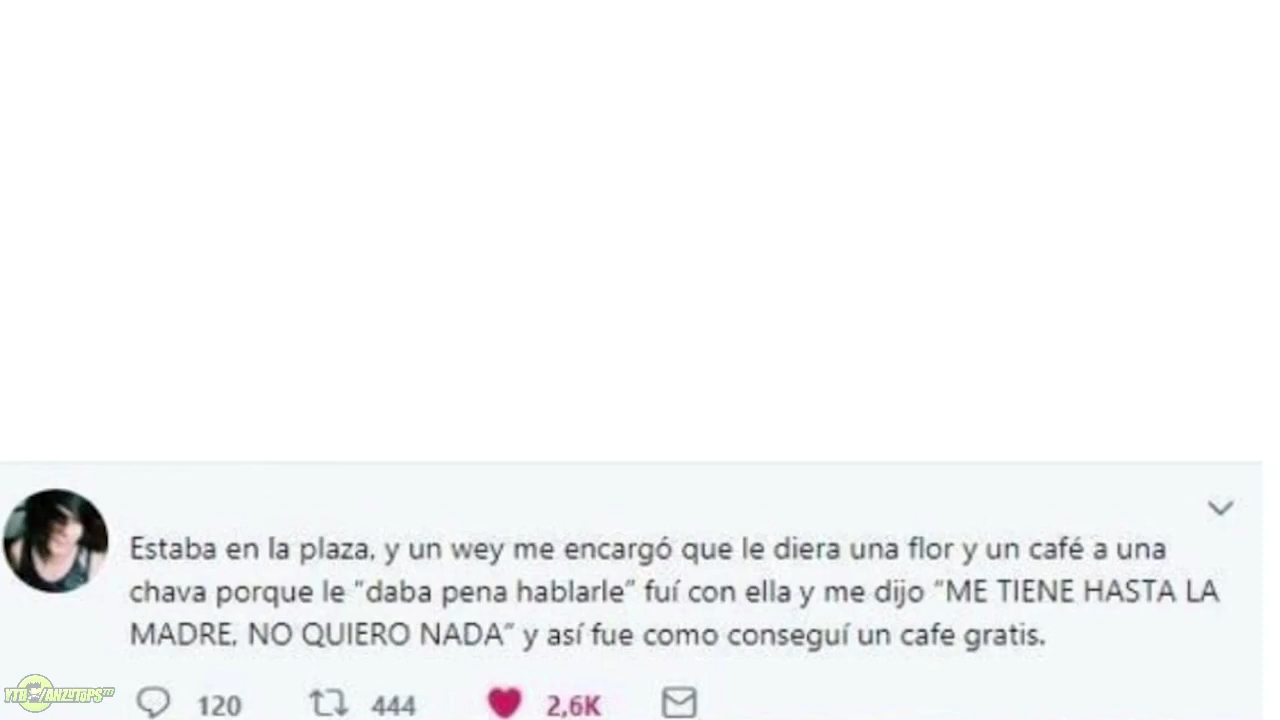 Estaba en la plaza, y un wey me encargó que le diera una flor y un café a una
chava porque le "daba pena hablarle" fuí con ella y me dijo "ME TIENE HASTA LA
MADRE, NO QUIERO NADA" y así fue como conseguí un cafe gratis.
120 444 2,6K